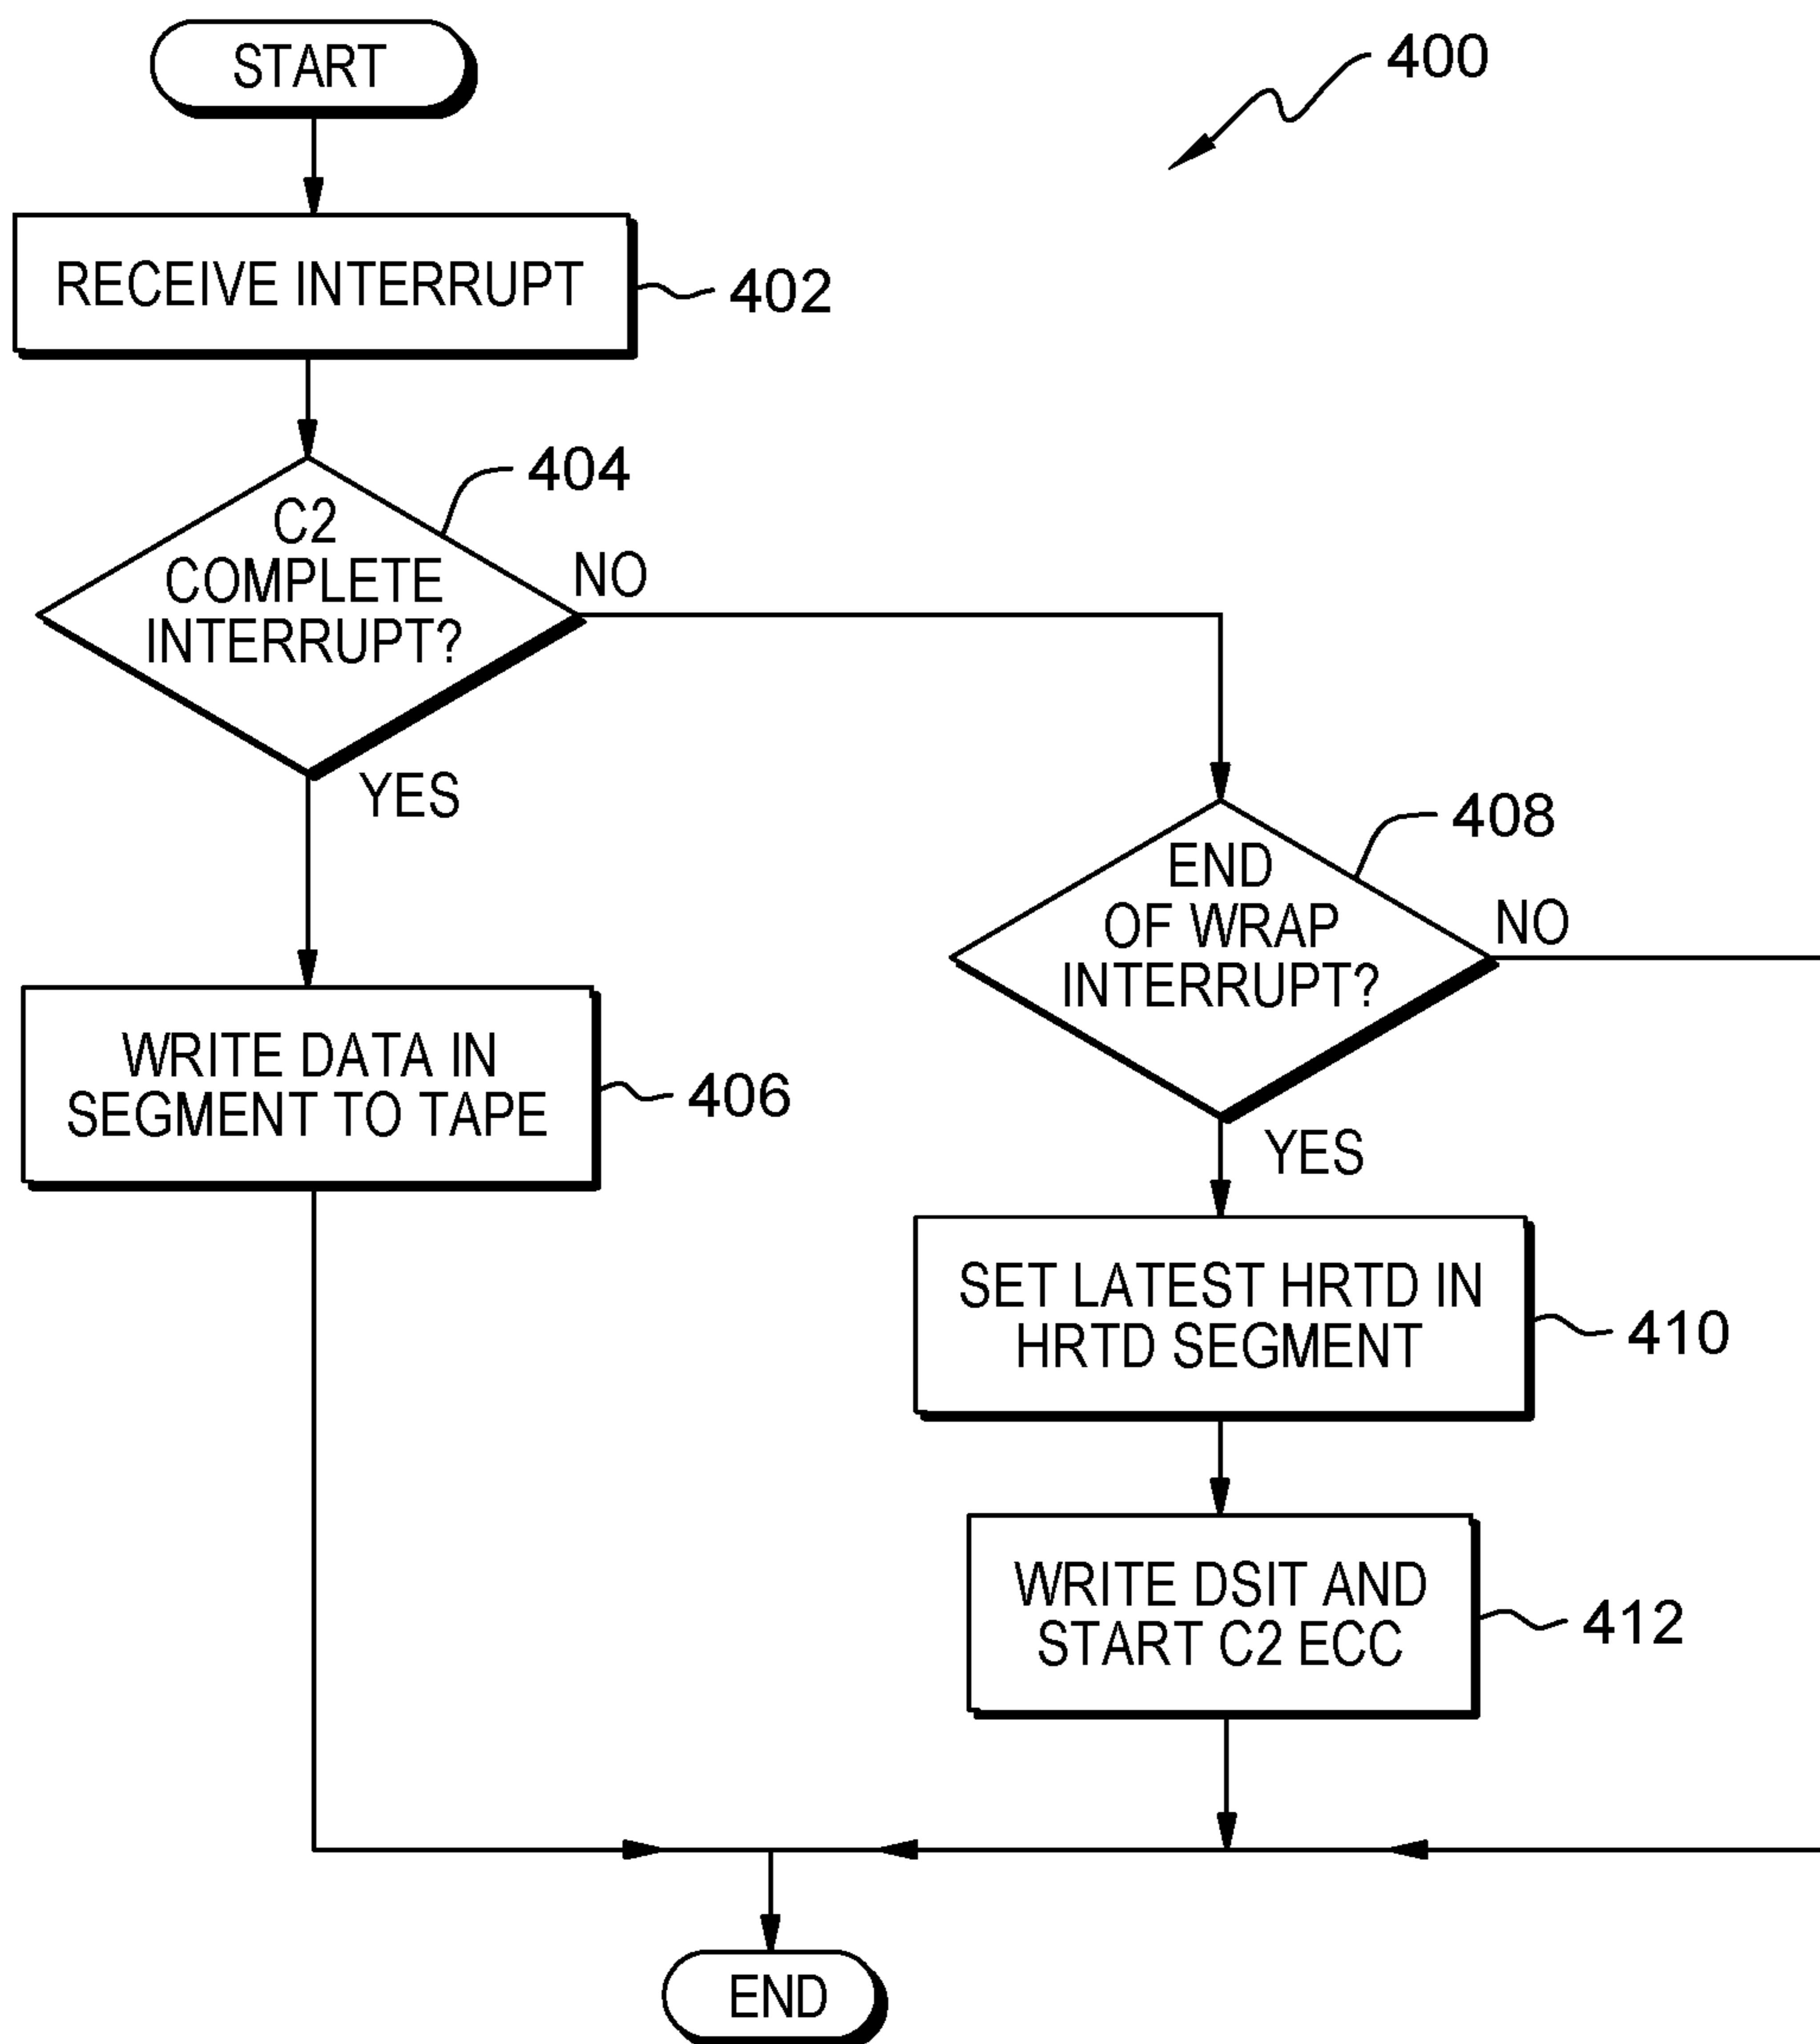 START
400
RECEIVE INTERRUPT
402
404
C2
COMPLETE
INTERRUPT?
NO
YES
408
END
OF WRAP
INTERRUPT?
NO
YES
WRITE DATA IN
SEGMENT TO TAPE
406
SET LATEST HRTD IN
HRTD SEGMENT
410
WRITE DSIT AND
START C2 ECC
412
END